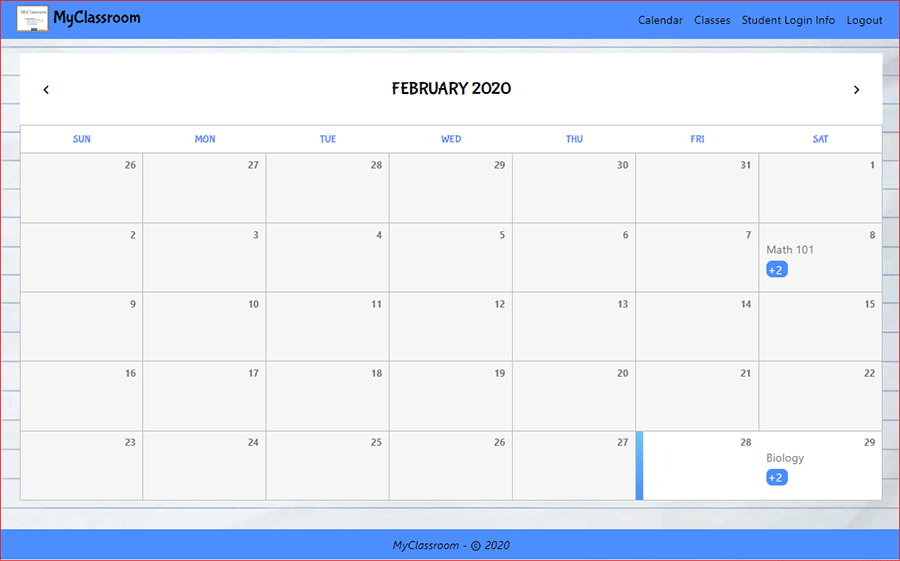 MyClassroom
Calendar Classes Student Login Info Logout
FEBRUARY 2020
SUN MON TUE WED THU FRI SAT
26 27 28 29 30 31 1
2 3 4 5 6 7 8
Math 101
+2
9 10 11 12 13 14 15
16 17 18 19 20 21 22
23 24 25 26 27 28 29
Biology
+2
MyClassroom - © 2020